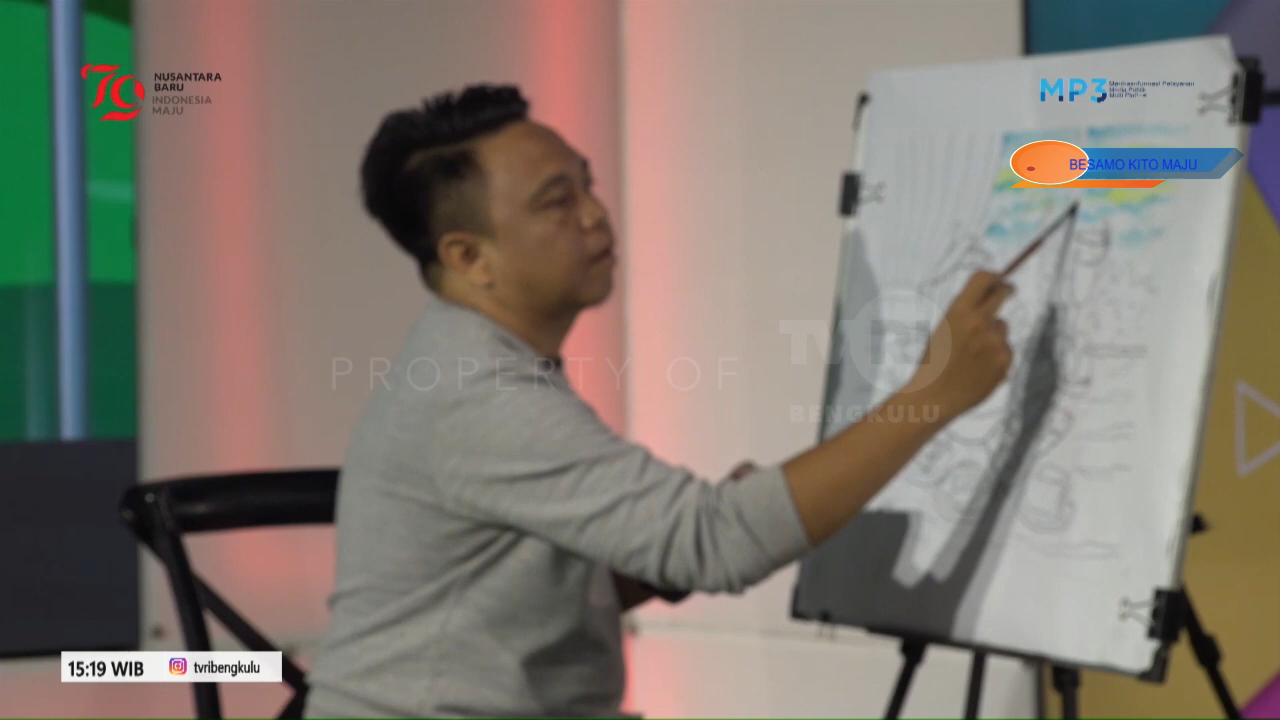 79 NUSANTARA
BARU
INDONESIA
MAJU
MP3
BESAMO KITO MAJU
PROPERTY OF
TVRI
BENGKULU
15:19 WIB
tvribengkulu